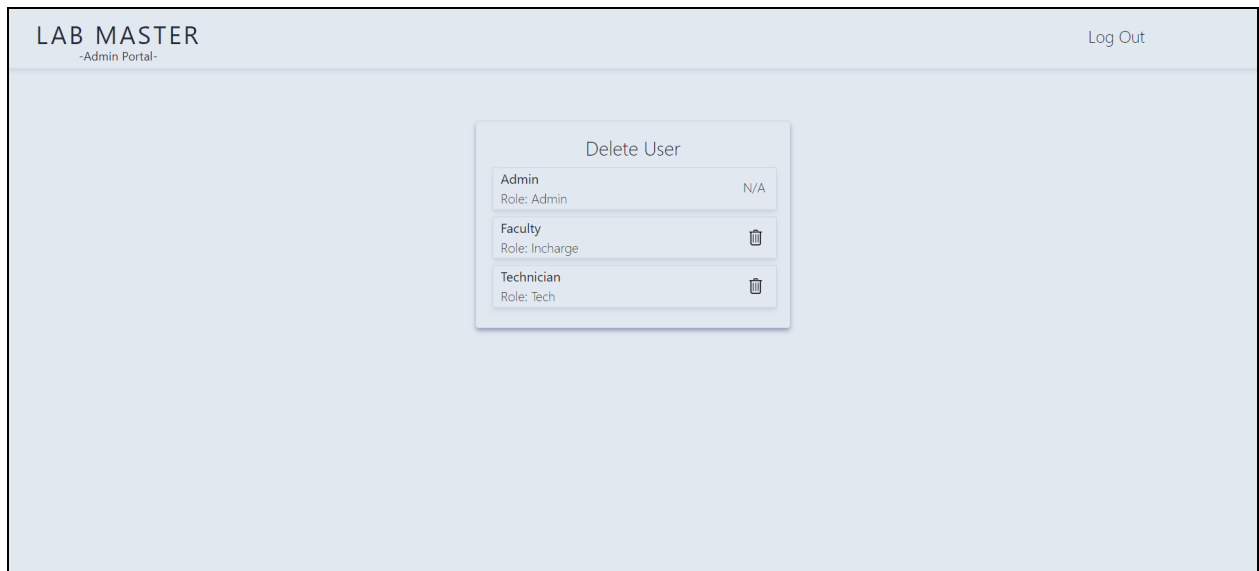 LAB MASTER
-Admin Portal-
Log Out
Delete User
Admin
Role: Admin
N/A
Faculty
Role: Incharge
Technician
Role: Tech